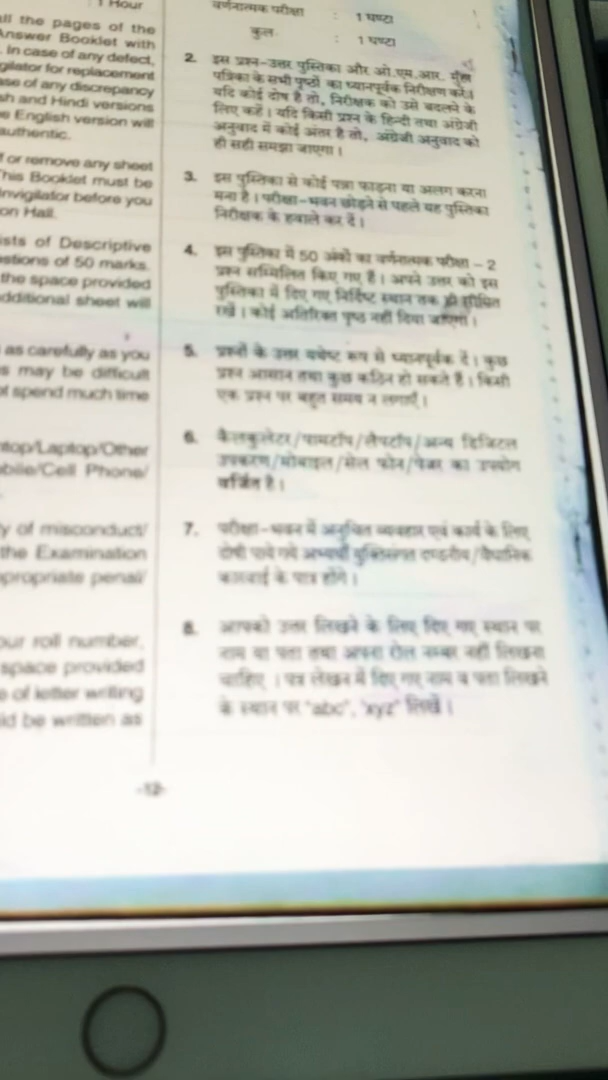 : 1 Hour
all the pages of the
Answer Booklet with
. In case of any defect,
gilator for replacement
ase of any discrepancy
sh and Hindi versions
e English version will
authentic.
f or remove any sheet
This Booklet must be
Invigilator before you
on Hall.
ists of Descriptive
estions of 50 marks.
the space provided
dditional sheet will
as carefully as you
s may be difficult
ot spend much time
ntop/Laptop/Other
obile/Cell Phone/
y of misconduct/
the Examination
propriate penal/
our roll number,
space provided
e of letter writing
ld be written as
वर्णनात्मक परीक्षा : 1 घण्टा
कुल : 1 घण्टा
2. इस प्रश्न-उत्तर पुस्तिका और ओ.एम.आर. मुख्य
पत्रिका के सभी पृष्ठों का ध्यानपूर्वक निरीक्षण करें।
यदि कोई दोष है तो, निरीक्षक को उसे बदलने के
लिए कहें। यदि किसी प्रश्न के हिन्दी तथा अंग्रेजी
अनुवाद में कोई अंतर है तो, अंग्रेजी अनुवाद को
ही सही समझा जाएगा।
3. इस पुस्तिका से कोई पन्ना फाड़ना या अलग करना
मना है। परीक्षा-भवन छोड़ने से पहले यह पुस्तिका
निरीक्षक के हवाले कर दें।
4. इस पुस्तिका में 50 अंकों का वर्णनात्मक परीक्षा – 2
प्रश्न सम्मिलित किए गए हैं। अपने उत्तर को इस
पुस्तिका में दिए गए निर्दिष्ट स्थान तक ही सीमित
रखें। कोई अतिरिक्त पृष्ठ नहीं दिया जाएगा।
5. प्रश्नों के उत्तर यथेष्ट रूप से ध्यानपूर्वक दें। कुछ
प्रश्न आसान तथा कुछ कठिन हो सकते हैं। किसी
एक प्रश्न पर बहुत समय न लगाएँ।
6. कैलकुलेटर/पामटॉप/लैपटॉप/अन्य डिजिटल
उपकरण/मोबाइल/सेल फोन/पेजर का उपयोग
वर्जित है।
7. परीक्षा-भवन में अनुचित व्यवहार एवं कार्य के लिए
दोषी पाये गये अभ्यर्थी युक्तिसंगत दण्डनीय/वैधानिक
कारवाई के पात्र होंगे।
8. आपको उत्तर लिखने के लिए दिए गए स्थान पर
नाम या पता तथा अपना रोल नम्बर नहीं लिखना
चाहिए। पत्र लेखन में दिए गए नाम व पता लिखने
के स्थान पर "abc", 'xyz" लिखें।
-12-